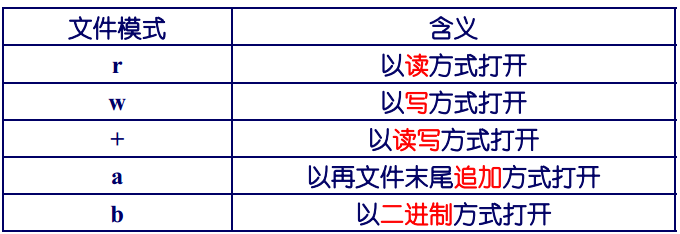 文件模式 含义
r 以读方式打开
w 以写方式打开
+ 以读写方式打开
a 以再文件末尾追加方式打开
b 以二进制方式打开